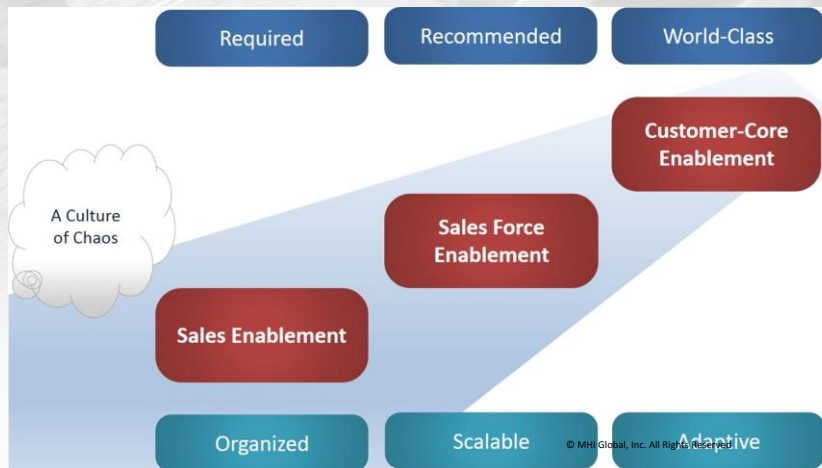 Required
Recommended
World-Class
Customer-Core
Enablement
A Culture
of Chaos
Sales Force
Enablement
Sales Enablement
Organized
Scalable
Adaptive
© MHI Global, Inc. All Rights Reserved